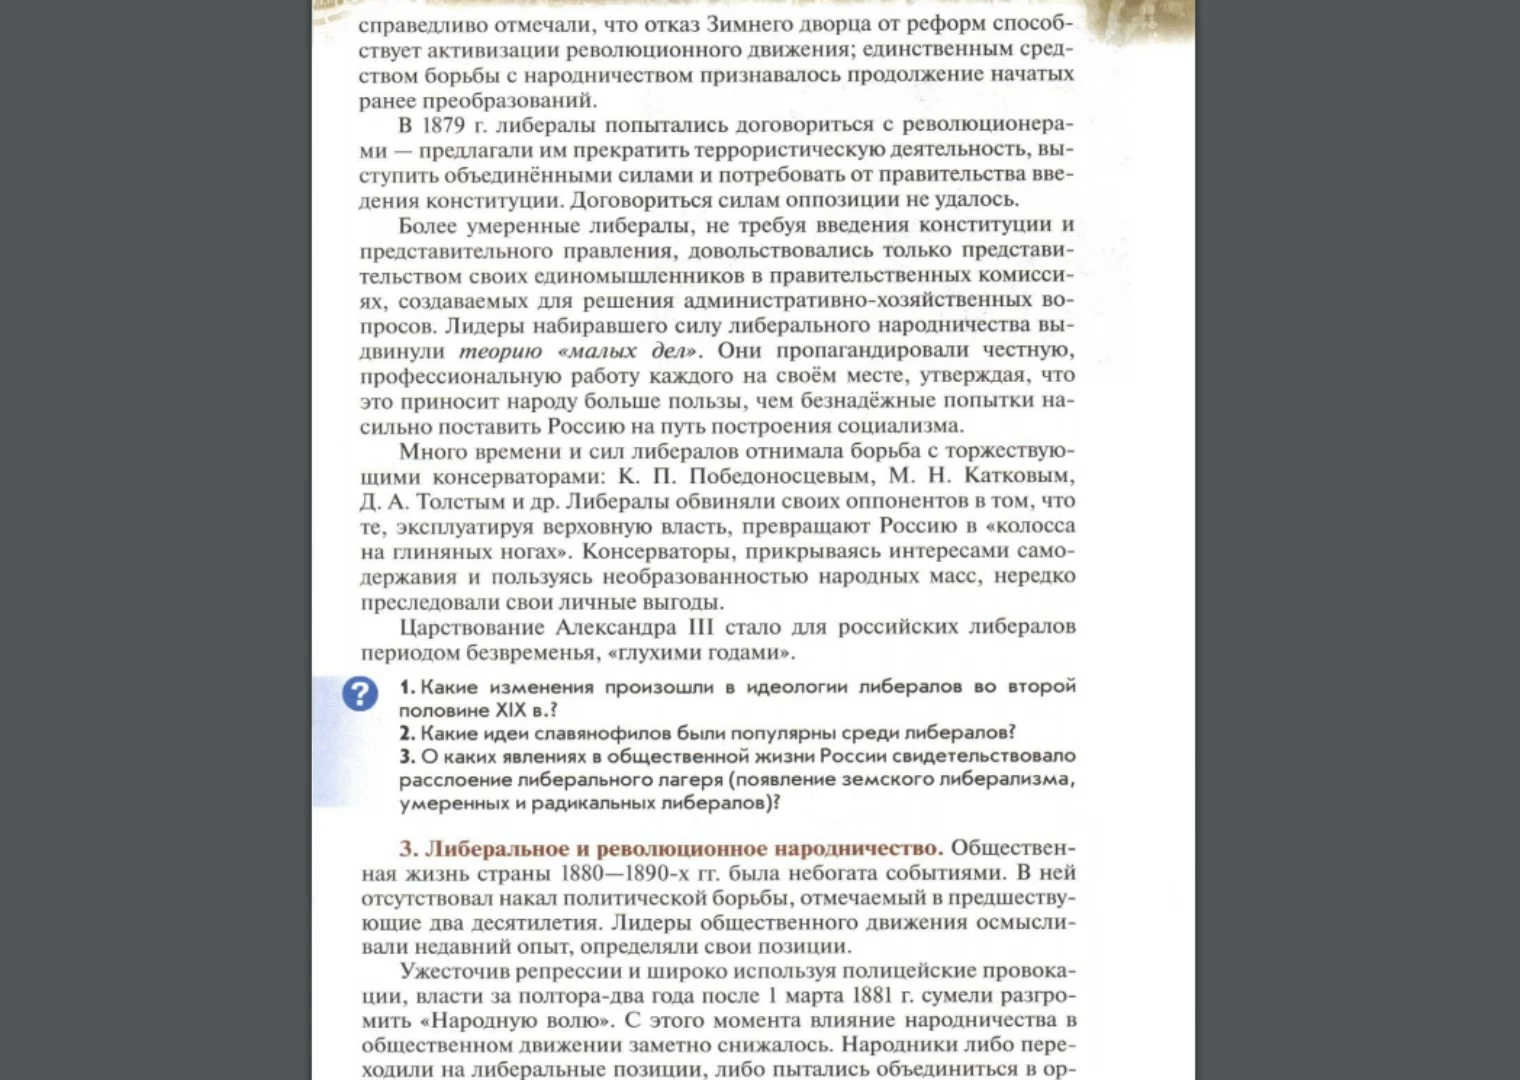 справедливо отмечали, что отказ Зимнего дворца от реформ способ-
ствует активизации революционного движения; единственным сред-
ством борьбы с народничеством признавалось продолжение начатых
ранее преобразований.
В 1879 г. либералы попытались договориться с революционера-
ми — предлагали им прекратить террористическую деятельность, вы-
ступить объединёнными силами и потребовать от правительства вве-
дения конституции. Договориться силам оппозиции не удалось.
Более умеренные либералы, не требуя введения конституции и
представительного правления, довольствовались только представи-
тельством своих единомышленников в правительственных комисси-
ях, создаваемых для решения административно-хозяйственных во-
просов. Лидеры набиравшего силу либерального народничества вы-
двинули теорию «малых дел». Они пропагандировали честную,
профессиональную работу каждого на своём месте, утверждая, что
это приносит народу больше пользы, чем безнадёжные попытки на-
сильно поставить Россию на путь построения социализма.
Много времени и сил либералов отнимала борьба с торжествую-
щими консерваторами: К. П. Победоносцевым, М. Н. Катковым,
Д. А. Толстым и др. Либералы обвиняли своих оппонентов в том, что
те, эксплуатируя верховную власть, превращают Россию в «колосса
на глиняных ногах». Консерваторы, прикрываясь интересами само-
державия и пользуясь необразованностью народных масс, нередко
преследовали свои личные выгоды.
Царствование Александра III стало для российских либералов
периодом безвременья, «глухими годами».
?
1. Какие изменения произошли в идеологии либералов во второй
половине XIX в.?
2. Какие идеи славянофилов были популярны среди либералов?
3. О каких явлениях в общественной жизни России свидетельствовало
расслоение либерального лагеря (появление земского либерализма,
умеренных и радикальных либералов)?
3. Либеральное и революционное народничество. Обществен-
ная жизнь страны 1880—1890-х гг. была небогата событиями. В ней
отсутствовал накал политической борьбы, отмечаемый в предшеству-
ющие два десятилетия. Лидеры общественного движения осмысли-
вали недавний опыт, определяли свои позиции.
Ужесточив репрессии и широко используя полицейские провока-
ции, власти за полтора-два года после 1 марта 1881 г. сумели разгро-
мить «Народную волю». С этого момента влияние народничества в
общественном движении заметно снижалось. Народники либо пере-
ходили на либеральные позиции, либо пытались объединиться в ор-